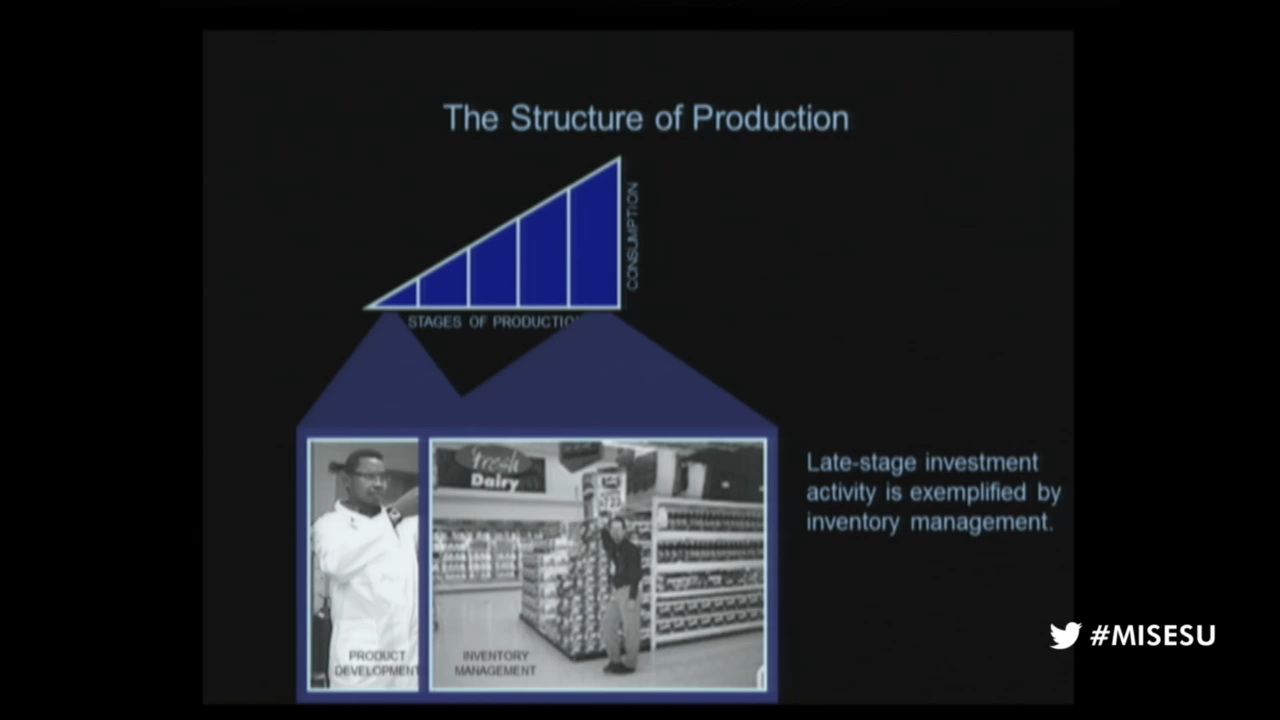 The Structure of Production
CONSUMPTION
STAGES OF PRODUCTION
Fresh
Dairy
Late-stage investment
activity is exemplified by
inventory management.
PRODUCT
DEVELOPMENT
INVENTORY
MANAGEMENT
#MISESU